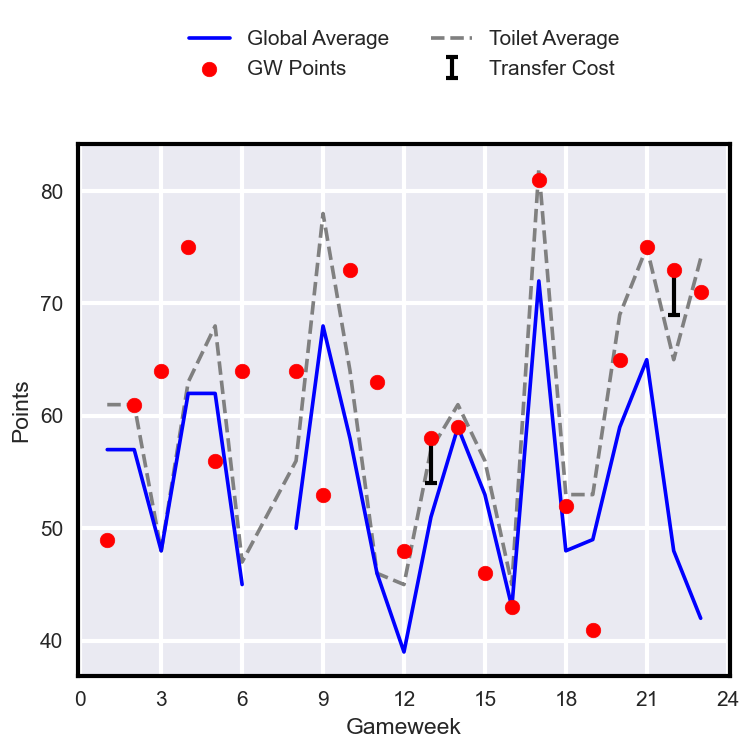 Global Average
Toilet Average
GW Points
Transfer Cost
80
70
60
50
40
Points
0 3 6 9 12 15 18 21 24
Gameweek